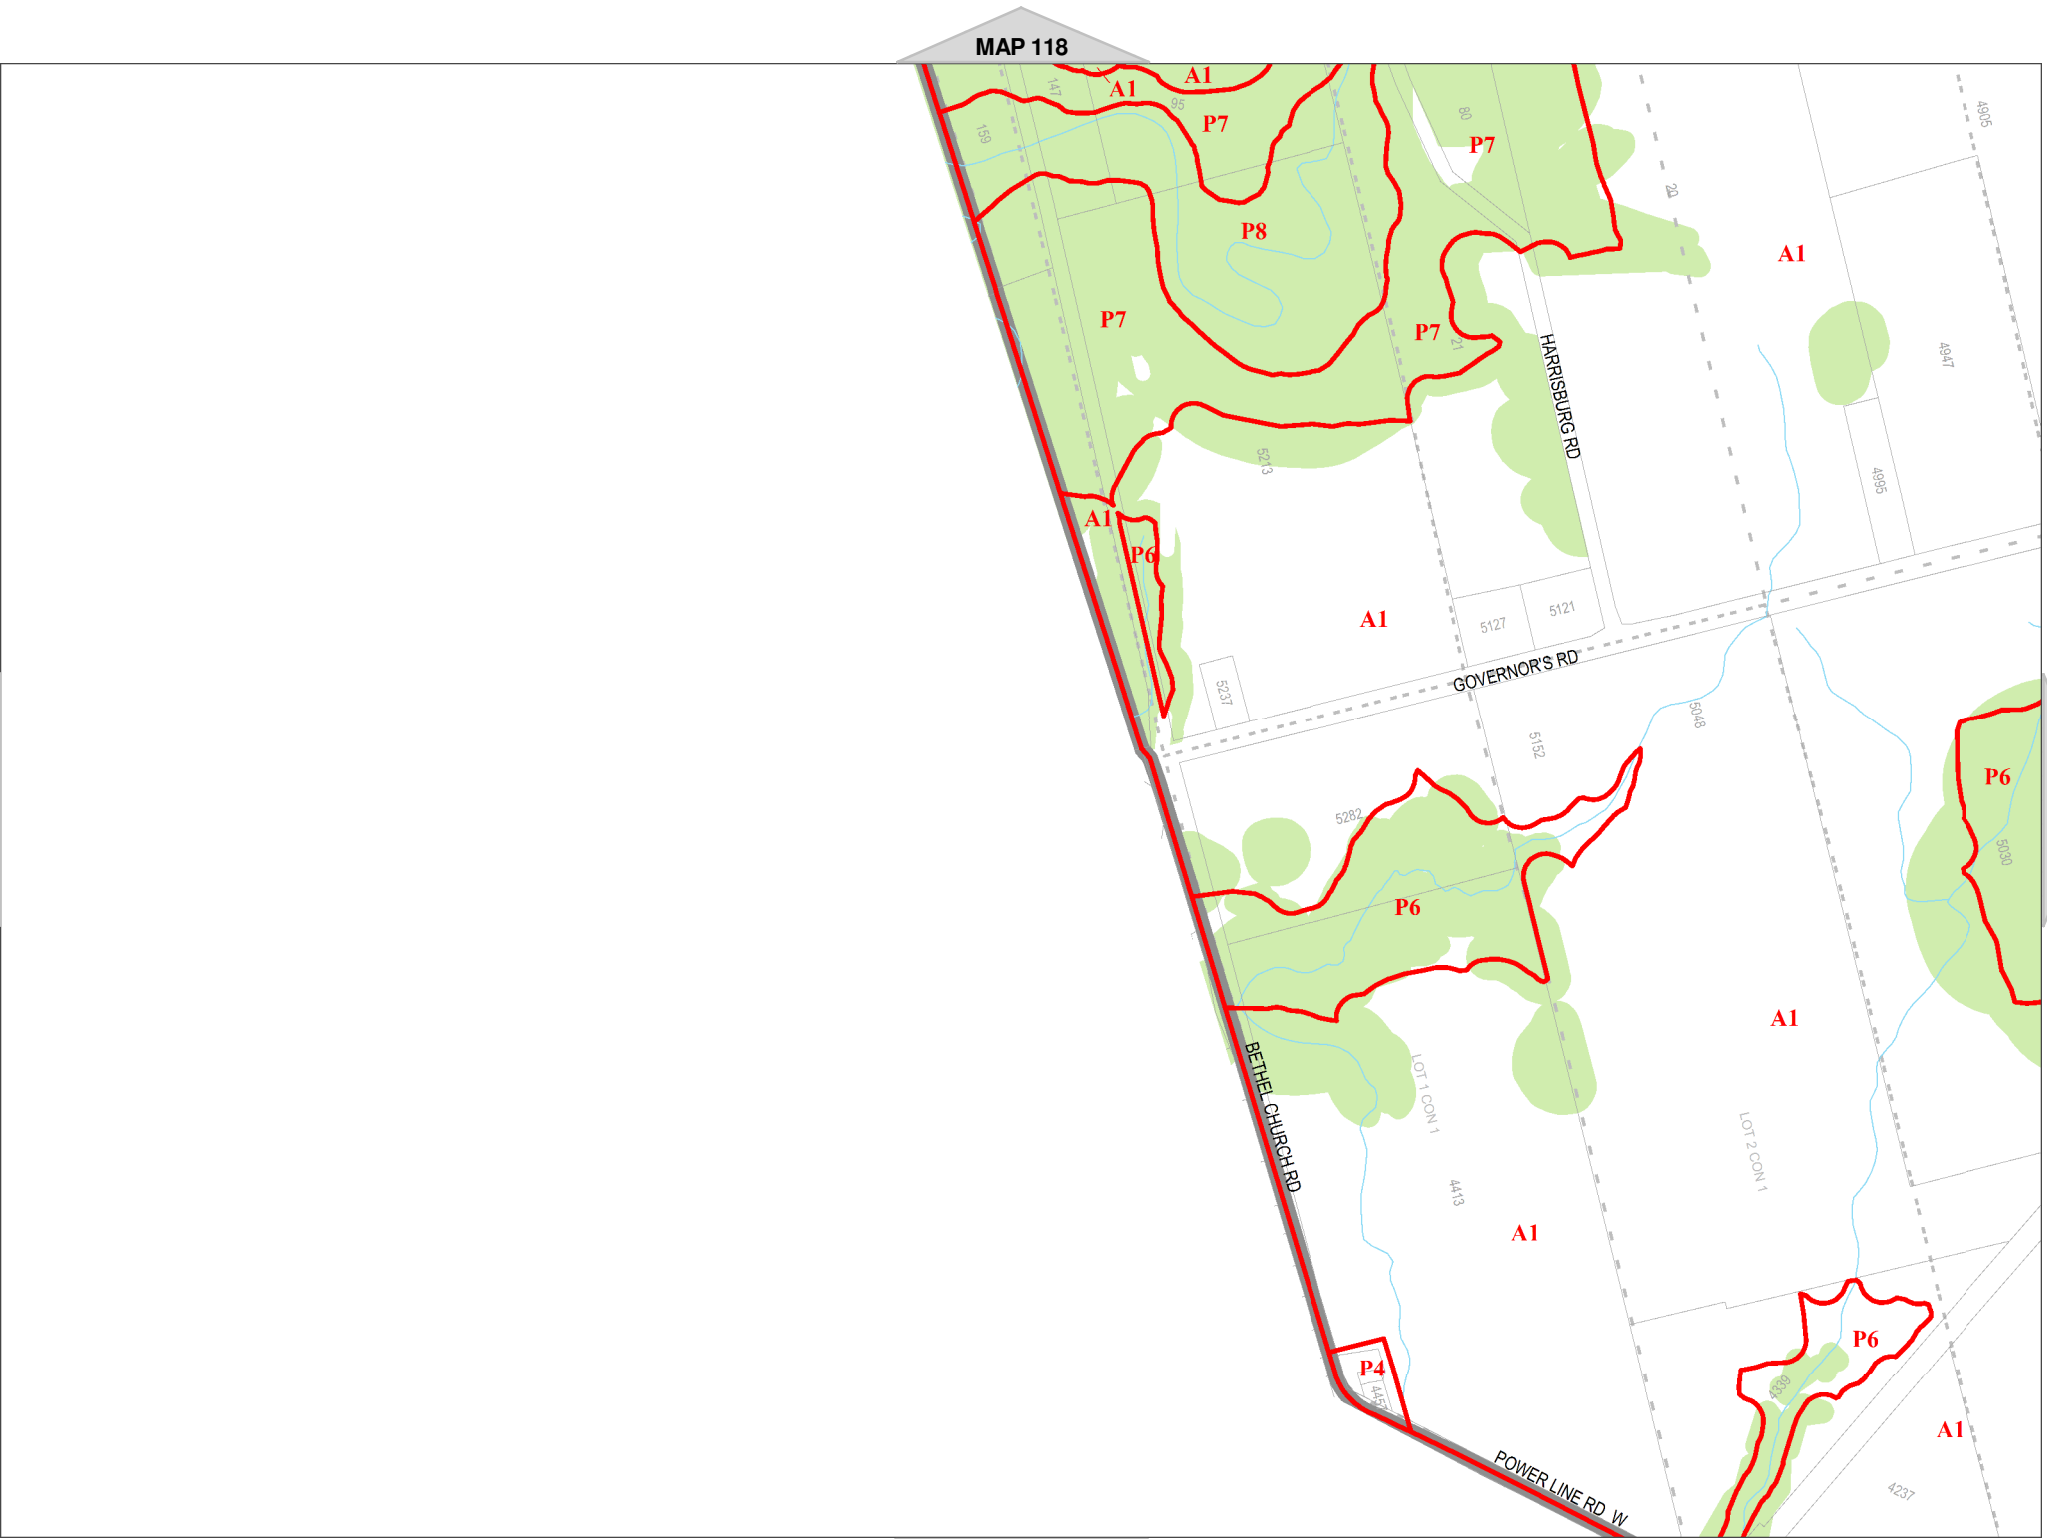 MAP 118
A1
A1
147
95
4905
80
159
P7
P7
20
P8
A1
P7
P7
21
HARRISBURG RD
4947
5213
4995
A1
P6
A1
5127
5121
GOVERNOR'S RD
5237
5048
5152
P6
5282
5030
P6
A1
LOT 1 CON 1
BETHEL CHURCH RD
LOT 2 CON 1
4413
A1
P6
P4
4339
4457
A1
POWER LINE RD W
4237